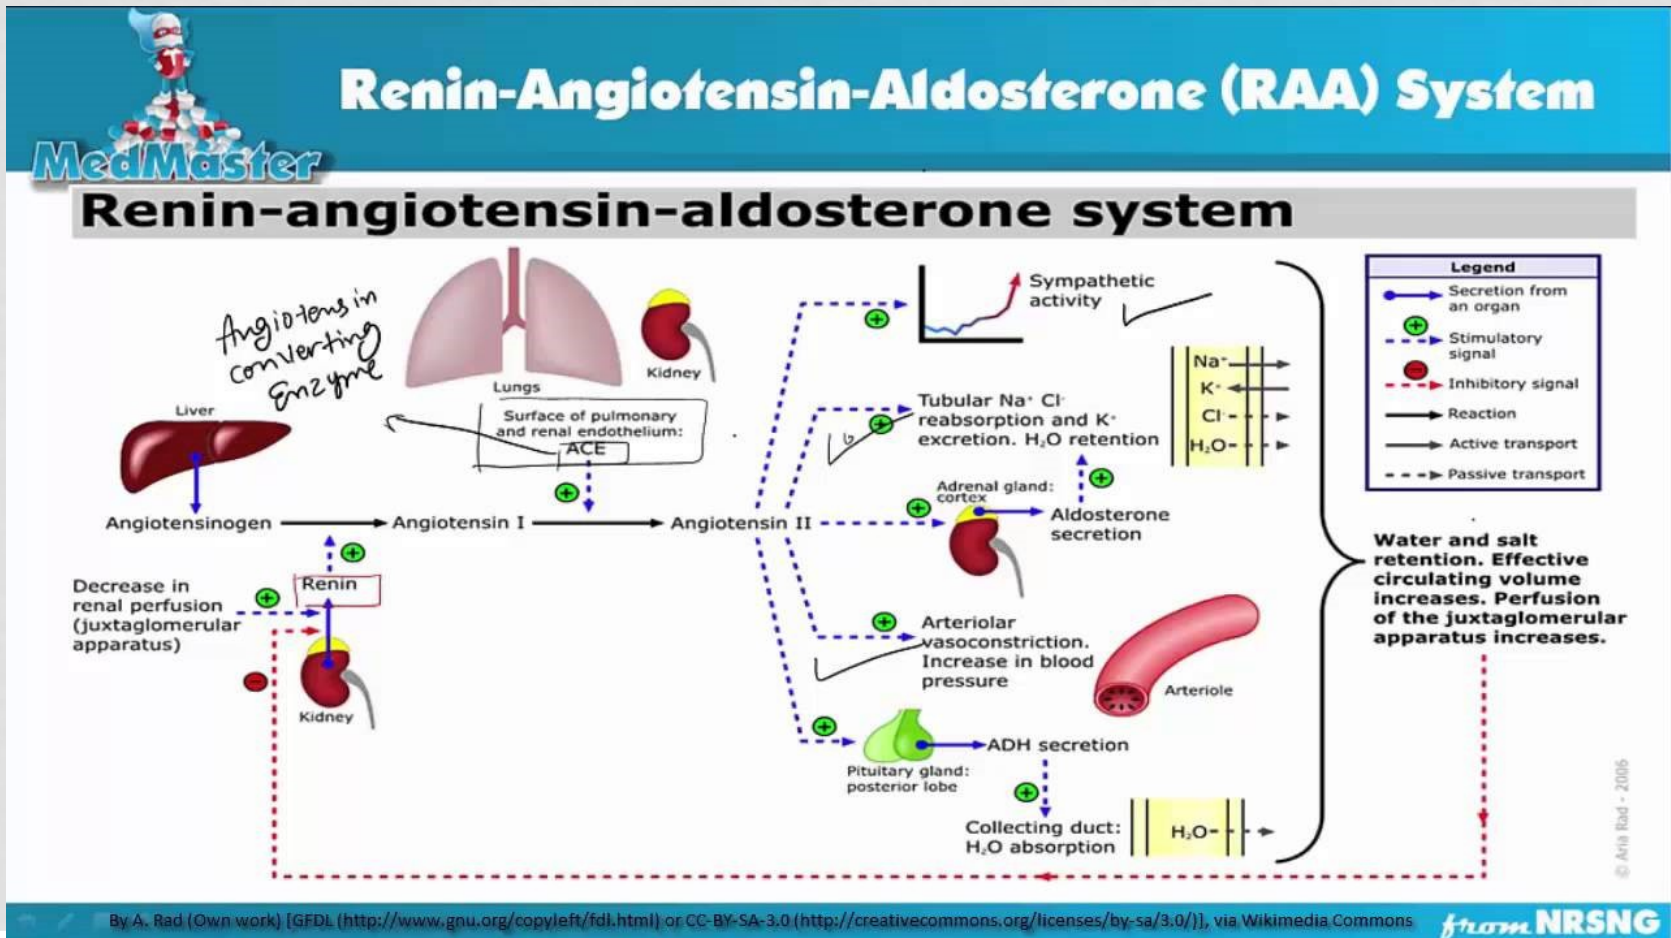 Renin-Angiotensin-Aldosterone (RAA) System
MedMaster
Renin-angiotensin-aldosterone system
Angiotensin
converting
Enzyme
Liver
Lungs
Kidney
Surface of pulmonary
and renal endothelium:
ACE
Angiotensinogen
Angiotensin I
Angiotensin II
Decrease in
renal perfusion
(juxtaglomerular
apparatus)
Renin
Kidney
Sympathetic
activity
Tubular Na⁺ Cl⁻
reabsorption and K⁺
excretion. H₂O retention
Na⁺
K⁺
Cl⁻
H₂O
Adrenal gland:
cortex
Aldosterone
secretion
Arteriolar
vasoconstriction.
Increase in blood
pressure
Arteriole
Pituitary gland:
posterior lobe
ADH secretion
Collecting duct:
H₂O absorption
H₂O
Legend
Secretion from
an organ
Stimulatory
signal
Inhibitory signal
Reaction
Active transport
Passive transport
Water and salt
retention. Effective
circulating volume
increases. Perfusion
of the juxtaglomerular
apparatus increases.
© Aria Rad - 2006
By A. Rad (Own work) [GFDL (http://www.gnu.org/copyleft/fdl.html) or CC-BY-SA-3.0 (http://creativecommons.org/licenses/by-sa/3.0/)], via Wikimedia Commons
from NRSNG